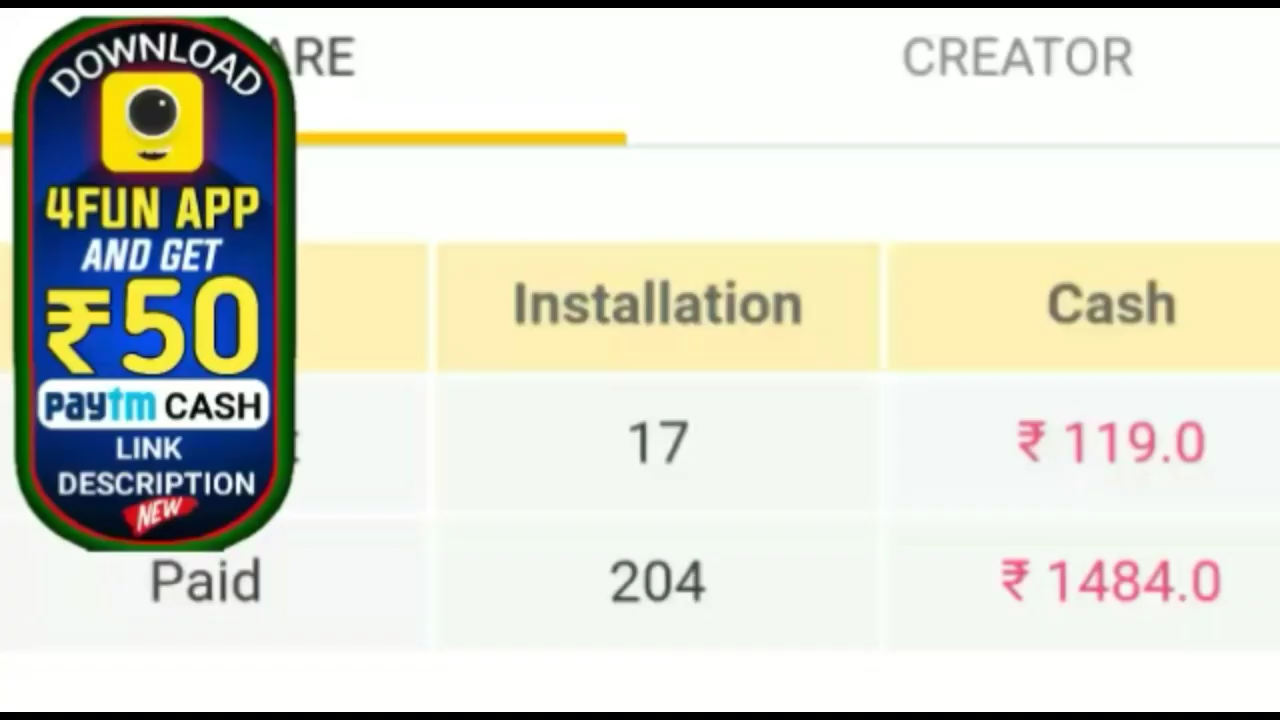 DOWNLOAD
4FUN APP
AND GET
₹50
paytm CASH
LINK
DESCRIPTION
NEW
CREATOR
Installation Cash
17 ₹ 119.0
Paid 204 ₹ 1484.0